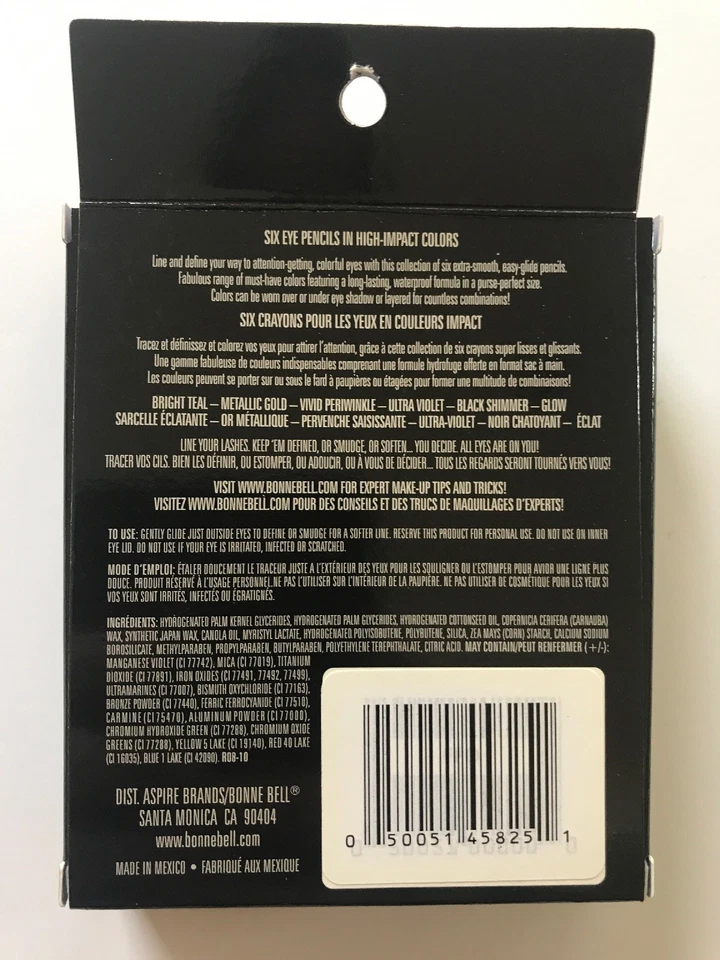 SIX EYE PENCILS IN HIGH-IMPACT COLORS
Line and define your way to attention-getting, colorful eyes with this collection of six extra-smooth, easy-glide pencils.
Fabulous range of must-have colors featuring a long-lasting, waterproof formula in a purse-perfect size.
Colors can be worn over or under eye shadow or layered for countless combinations!
SIX CRAYONS POUR LES YEUX EN COULEURS IMPACT
Tracez et définissez et colorez vos yeux pour attirer l'attention, grâce à cette collection de six crayons super lisses et glissants.
Une gamme fabuleuse de couleurs indispensables comprenant une formule hydrofuge offerte en format sac à main.
Les couleurs peuvent se porter sur ou sous le fard à paupières ou étagées pour former une multitude de combinaisons!
BRIGHT TEAL – METALLIC GOLD – VIVID PERIWINKLE – ULTRA VIOLET – BLACK SHIMMER – GLOW
SARCELLE ÉCLATANTE – OR MÉTALLIQUE – PERVENCHE SAISISSANTE – ULTRA-VIOLET – NOIR CHATOYANT – ÉCLAT
LINE YOUR LASHES. KEEP 'EM DEFINED, OR SMUDGE, OR SOFTEN... YOU DECIDE. ALL EYES ARE ON YOU!
TRACER VOS CILS. BIEN LES DÉFINIR, OU ESTOMPER, OU ADOUCIR, OU À VOUS DE DÉCIDER... TOUS LES REGARDS SERONT TOURNÉS VERS VOUS!
VISIT WWW.BONNEBELL.COM FOR EXPERT MAKE-UP TIPS AND TRICKS!
VISITEZ WWW.BONNEBELL.COM POUR DES CONSEILS ET DES TRUCS DE MAQUILLAGES D'EXPERTS!
TO USE: GENTLY GLIDE JUST OUTSIDE EYES TO DEFINE OR SMUDGE FOR A SOFTER LINE. RESERVE THIS PRODUCT FOR PERSONAL USE. DO NOT USE ON INNER
EYE LID. DO NOT USE IF YOUR EYE IS IRRITATED, INFECTED OR SCRATCHED.
MODE D'EMPLOI: ÉTALER DOUCEMENT LE TRACEUR JUSTE A L'EXTÉRIEUR DES YEUX POUR LES SOULIGNER OU L'ESTOMPER POUR AVIOR UNE LIGNE PLUS
DOUCE. PRODUIT RÉSERVÉ À L'USAGE PERSONNEL.NE PAS L'UTILISER SUR L'INTÉRIEUR DE LA PAUPIÈRE. NE PAS UTILISER DE COSMÉTIQUE POUR LES YEUX SI
VOS YEUX SONT IRRITÉS, INFECTÉS OU ÉGRATIGNÉS.
INGRÉDIENTS: HYDROGENATED PALM KERNEL GLYCERIDES, HYDROGENATED PALM GLYCERIDES, HYDROGENATED COTTONSEED OIL, COPERNICIA CERIFERA (CARNAUBA)
WAX, SYNTHETIC JAPAN WAX, CANOLA OIL, MYRISTYL LACTATE, HYDROGENATED POLYISOBUTENE, POLYBUTENE, SILICA, ZEA MAYS (CORN) STARCH, CALCIUM SODIUM
BOROSILICATE, METHYLPARABEN, PROPYLPARABEN, BUTYLPARABEN, POLYETHYLENE TEREPHTHALATE, CITRIC ACID. MAY CONTAIN/PEUT RENFERMER (+/-):
MANGANESE VIOLET (CI 77742), MICA (CI 77019), TITANIUM
DIOXIDE (CI 77891), IRON OXIDES (CI 77491, 77492, 77499),
ULTRAMARINES (CI 77007), BISMUTH OXYCHLORIDE (CI 77163),
BRONZE POWDER (CI 77440), FERRIC FERROCYANIDE (CI 77510),
CARMINE (CI 75470), ALUMINUM POWDER (CI 77000),
CHROMIUM HYDROXIDE GREEN (CI 77288), CHROMIUM OXIDE
GREENS (CI 77288), YELLOW 5 LAKE (CI 19140), RED 40 LAKE
(CI 16035), BLUE 1 LAKE (CI 42090). R08-10
DIST. ASPIRE BRANDS/BONNE BELL®
SANTA MONICA CA 90404
www.bonnebell.com
MADE IN MEXICO • FABRIQUÉ AUX MEXIQUE
0 50051 45825 1